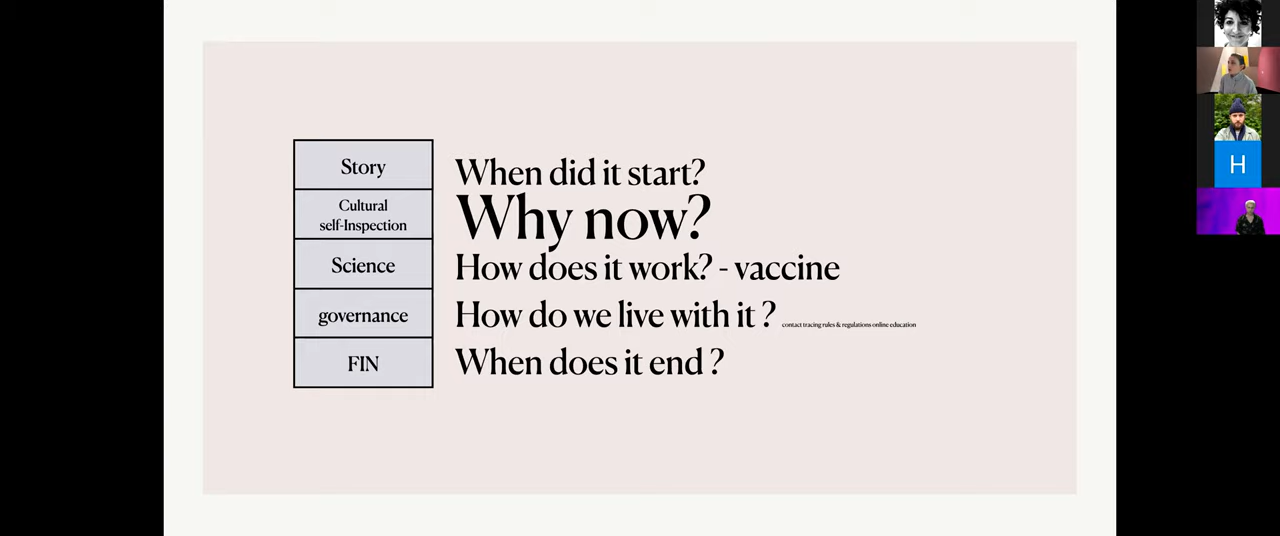 Story
When did it start?
Cultural
self-Inspection
Why now?
Science
How does it work? - vaccine
governance
How do we live with it ?
contact tracing rules & regulations online education
FIN
When does it end ?
H